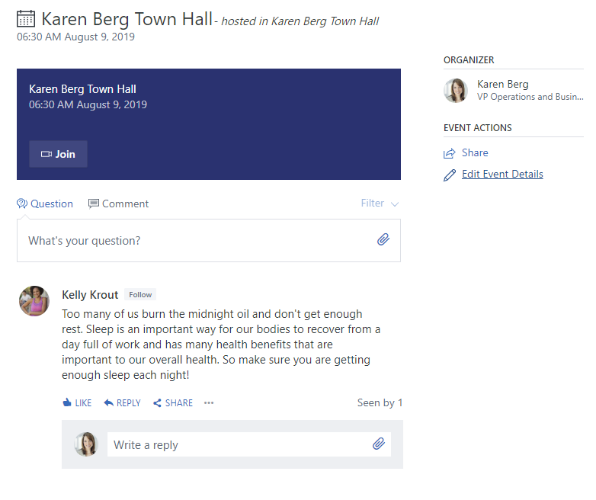 Karen Berg Town Hall - hosted in Karen Berg Town Hall
06:30 AM August 9, 2019
Karen Berg Town Hall
06:30 AM August 9, 2019
Join
Question Comment Filter
What's your question?
Kelly Krout Follow
Too many of us burn the midnight oil and don't get enough
rest. Sleep is an important way for our bodies to recover from a
day full of work and has many health benefits that are
important to our overall health. So make sure you are getting
enough sleep each night!
LIKE REPLY SHARE ••• Seen by 1
Write a reply
ORGANIZER
Karen Berg
VP Operations and Busin...
EVENT ACTIONS
Share
Edit Event Details